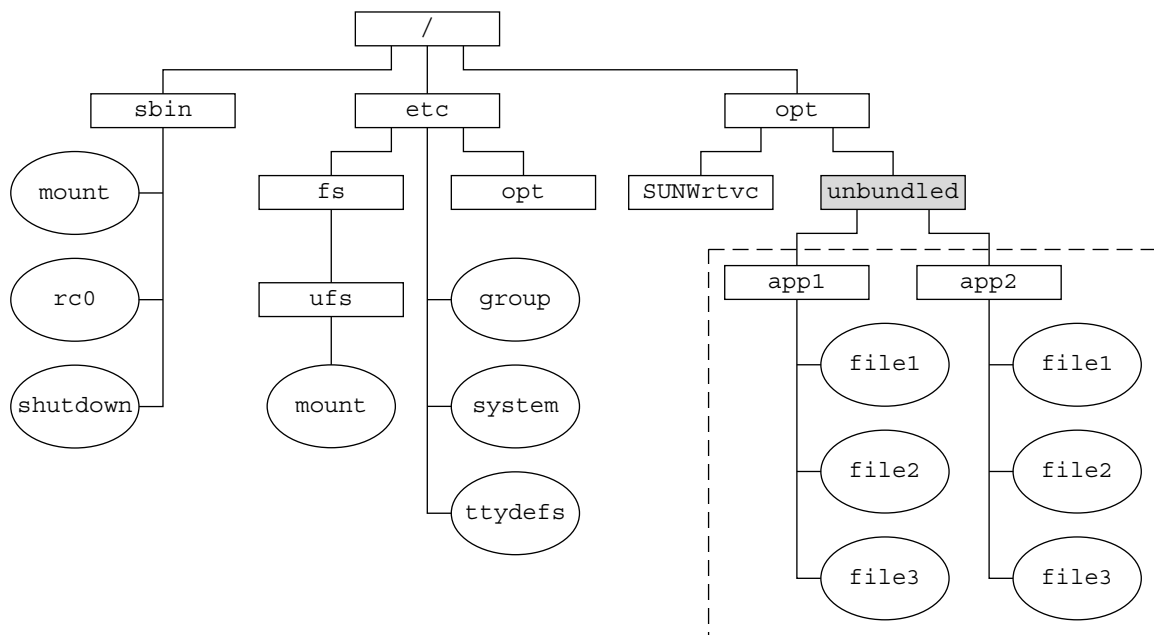 /
sbin
etc
opt
mount
fs
opt
SUNWrtvc
unbundled
rc0
ufs
group
app1
app2
shutdown
mount
system
file1
file1
ttydefs
file2
file2
file3
file3